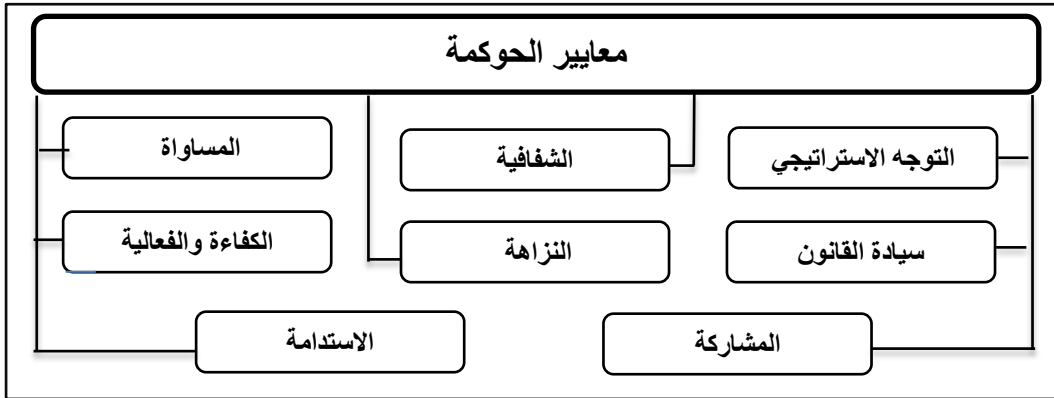 معايير الحوكمة
التوجه الاستراتيجي
الشفافية
المساواة
سيادة القانون
النزاهة
الكفاءة والفعالية
المشاركة
الاستدامة